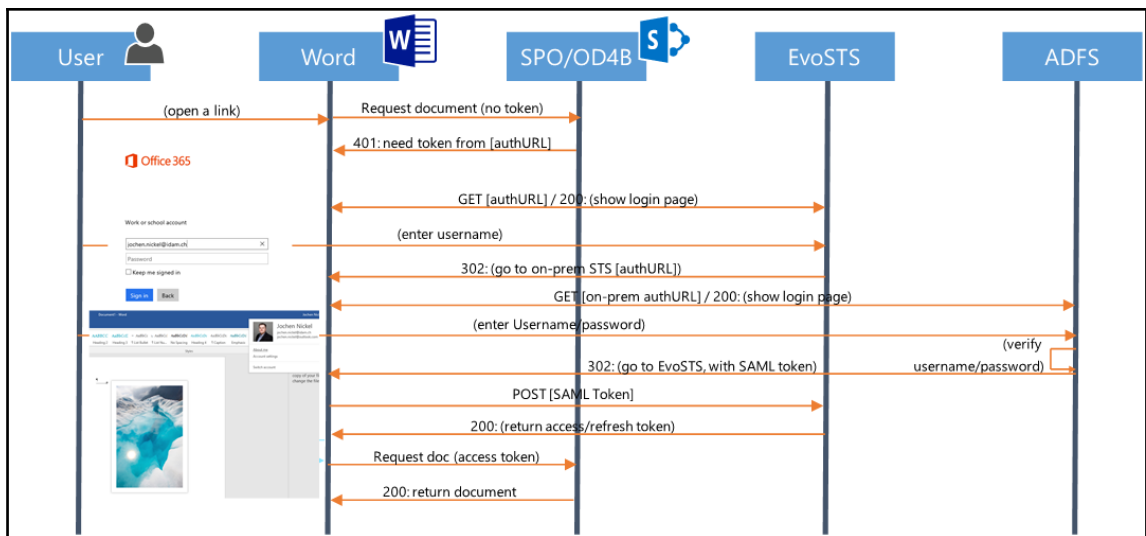 User
Word
W
SPO/OD4B
S
EvoSTS
ADFS
(open a link)
Request document (no token)
401: need token from [authURL]
Office 365
GET [authURL] / 200: (show login page)
Work or school account
jochen.nickel@idam.ch
Password
Keep me signed in
Sign in Back
(enter username)
302: (go to on-prem STS [authURL])
GET [on-prem authURL] / 200: (show login page)
Jochen Nickel
(enter Username/password)
(verify
username/password)
302: (go to EvoSTS, with SAML token)
POST [SAML Token]
200: (return access/refresh token)
Request doc (access token)
200: return document